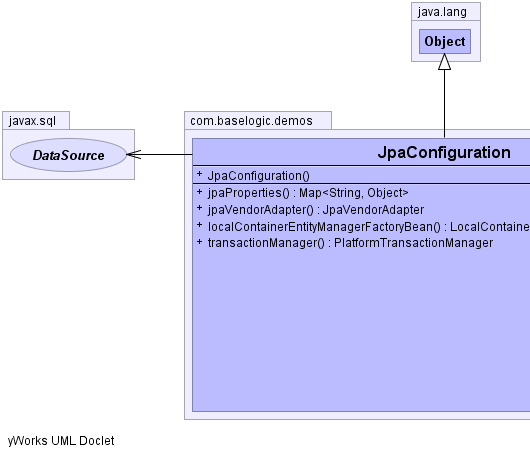 java.lang
Object
javax.sql
DataSource
com.baselogic.demos
JpaConfiguration
+ JpaConfiguration()
+ jpaProperties() : Map<String, Object>
+ jpaVendorAdapter() : JpaVendorAdapter
+ localContainerEntityManagerFactoryBean() : LocalContainer
+ transactionManager() : PlatformTransactionManager
yWorks UML Doclet